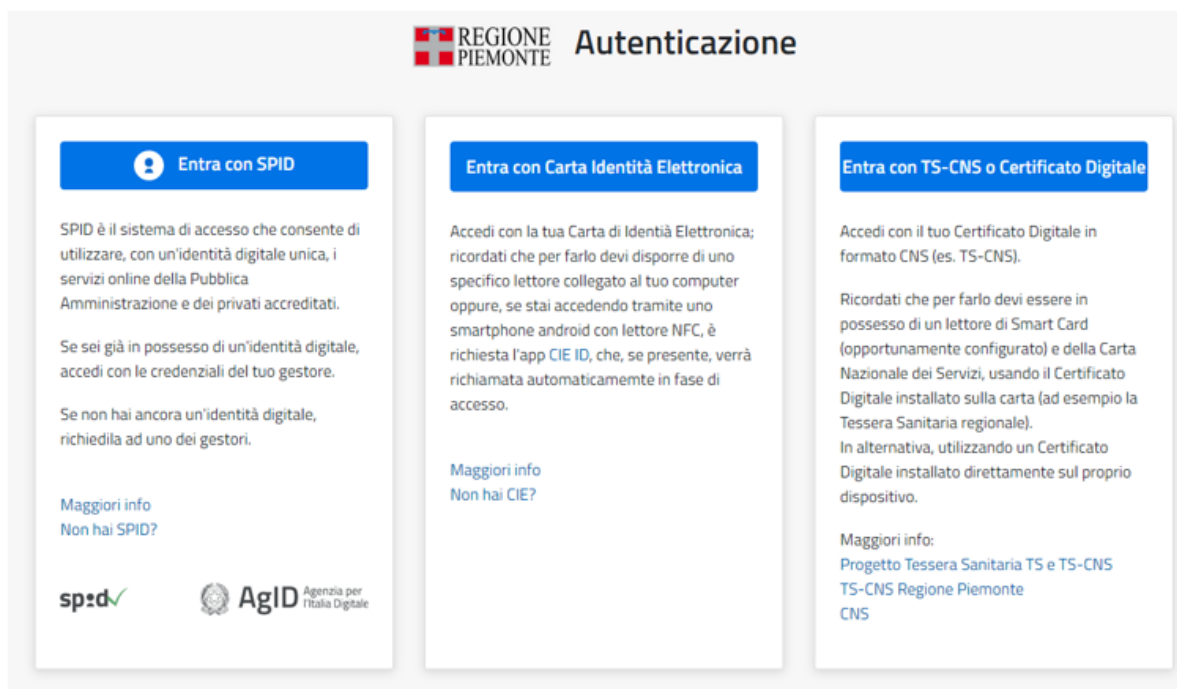 REGIONE
PIEMONTE
Autenticazione
Entra con SPID
SPID è il sistema di accesso che consente di
utilizzare, con un'identità digitale unica, i
servizi online della Pubblica
Amministrazione e dei privati accreditati.
Se sei già in possesso di un'identità digitale,
accedi con le credenziali del tuo gestore.
Se non hai ancora un'identità digitale,
richiedila ad uno dei gestori.
Maggiori info
Non hai SPID?
spid
AgID
Agenzia per
l'Italia Digitale
Entra con Carta Identità Elettronica
Accedi con la tua Carta di Identià Elettronica;
ricordati che per farlo devi disporre di uno
specifico lettore collegato al tuo computer
oppure, se stai accedendo tramite uno
smartphone android con lettore NFC, è
richiesta l'app CIE ID, che, se presente, verrà
richiamata automaticamemte in fase di
accesso.
Maggiori info
Non hai CIE?
Entra con TS-CNS o Certificato Digitale
Accedi con il tuo Certificato Digitale in
formato CNS (es. TS-CNS).
Ricordati che per farlo devi essere in
possesso di un lettore di Smart Card
(opportunamente configurato) e della Carta
Nazionale dei Servizi, usando il Certificato
Digitale installato sulla carta (ad esempio la
Tessera Sanitaria regionale).
In alternativa, utilizzando un Certificato
Digitale installato direttamente sul proprio
dispositivo.
Maggiori info:
Progetto Tessera Sanitaria TS e TS-CNS
TS-CNS Regione Piemonte
CNS